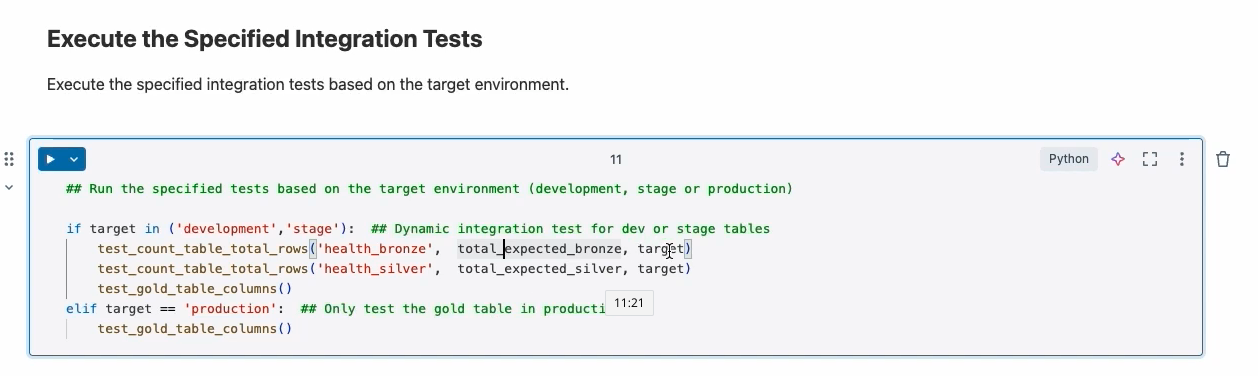 Execute the Specified Integration Tests
Execute the specified integration tests based on the target environment.
11
Python
## Run the specified tests based on the target environment (development, stage or production)
if target in ('development','stage'):  ## Dynamic integration test for dev or stage tables
    test_count_table_total_rows('health_bronze',  total_expected_bronze, target)
    test_count_table_total_rows('health_silver',  total_expected_silver, target)
    test_gold_table_columns()
elif target == 'production':  ## Only test the gold table in producti
11:21
    test_gold_table_columns()